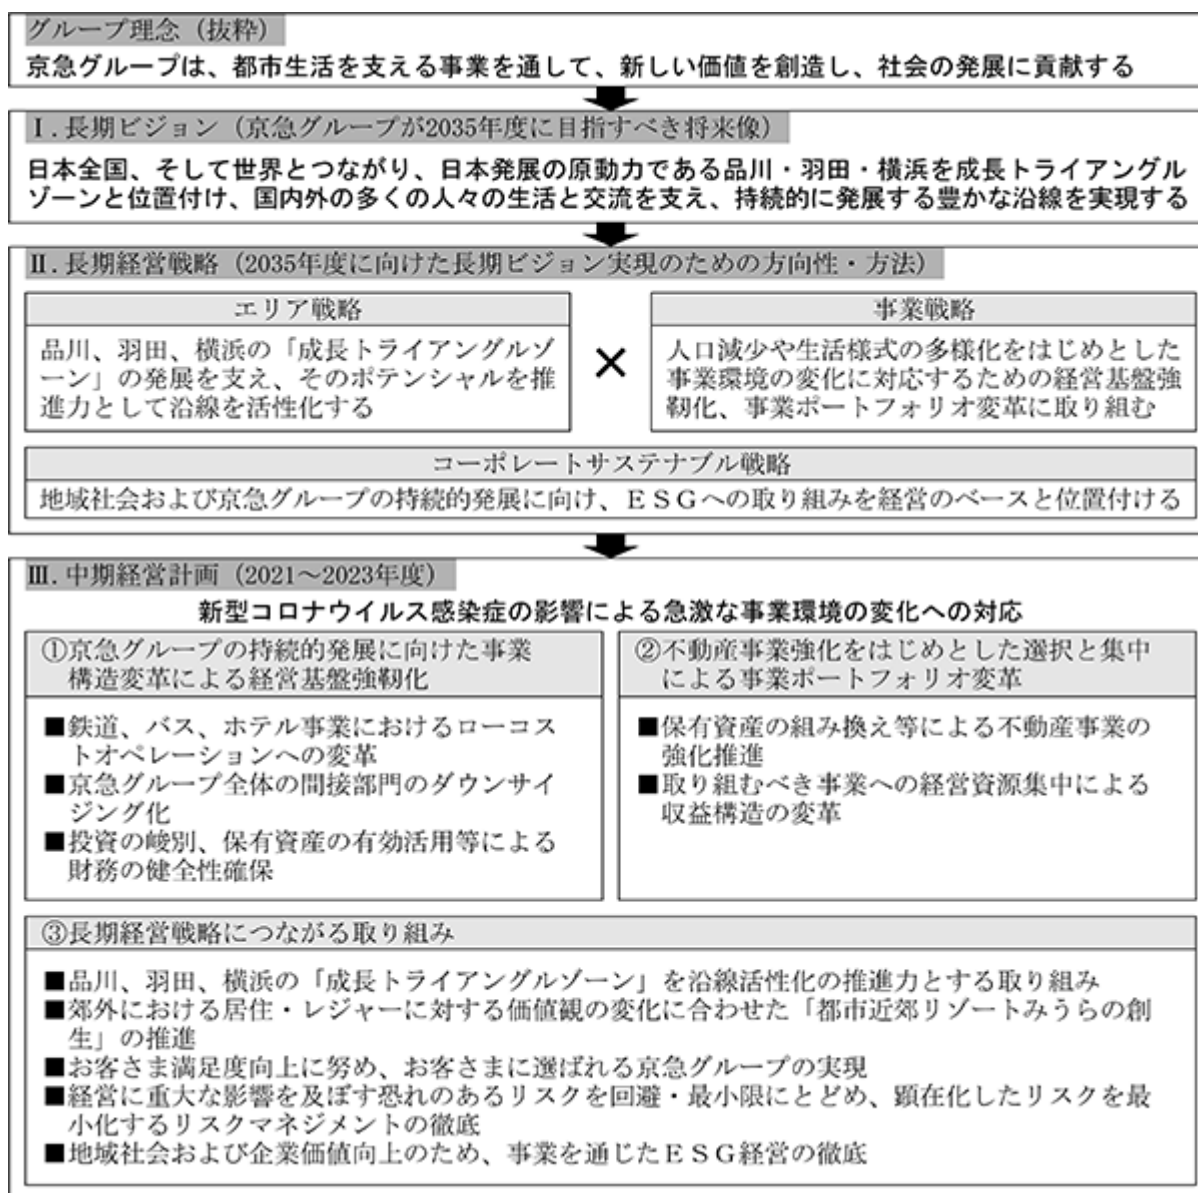 グループ理念（抜粋）
京急グループは、都市生活を支える事業を通して、新しい価値を創造し、社会の発展に貢献する
Ⅰ.長期ビジョン（京急グループが2035年度に目指すべき将来像）
日本全国、そして世界とつながり、日本発展の原動力である品川・羽田・横浜を成長トライアングル
ゾーンと位置付け、国内外の多くの人々の生活と交流を支え、持続的に発展する豊かな沿線を実現する
Ⅱ.長期経営戦略（2035年度に向けた長期ビジョン実現のための方向性・方法）
エリア戦略
品川、羽田、横浜の「成長トライアングルゾ
ーン」の発展を支え、そのポテンシャルを推
進力として沿線を活性化する
×
事業戦略
人口減少や生活様式の多様化をはじめとした
事業環境の変化に対応するための経営基盤強
靭化、事業ポートフォリオ変革に取り組む
コーポレートサステナブル戦略
地域社会および京急グループの持続的発展に向け、ＥＳＧへの取り組みを経営のベースと位置付ける
Ⅲ.中期経営計画（2021～2023年度）
新型コロナウイルス感染症の影響による急激な事業環境の変化への対応
①京急グループの持続的発展に向けた事業
構造変革による経営基盤強靭化
■鉄道、バス、ホテル事業におけるローコス
トオペレーションへの変革
■京急グループ全体の間接部門のダウンサイ
ジング化
■投資の峻別、保有資産の有効活用等による
財務の健全性確保
②不動産事業強化をはじめとした選択と集中
による事業ポートフォリオ変革
■保有資産の組み換え等による不動産事業の
強化推進
■取り組むべき事業への経営資源集中による
収益構造の変革
③長期経営戦略につながる取り組み
■品川、羽田、横浜の「成長トライアングルゾーン」を沿線活性化の推進力とする取り組み
■郊外における居住・レジャーに対する価値観の変化に合わせた「都市近郊リゾートみうらの創
生」の推進
■お客さま満足度向上に努め、お客さまに選ばれる京急グループの実現
■経営に重大な影響を及ぼす恐れのあるリスクを回避・最小限にとどめ、顕在化したリスクを最
小化するリスクマネジメントの徹底
■地域社会および企業価値向上のため、事業を通じたＥＳＧ経営の徹底